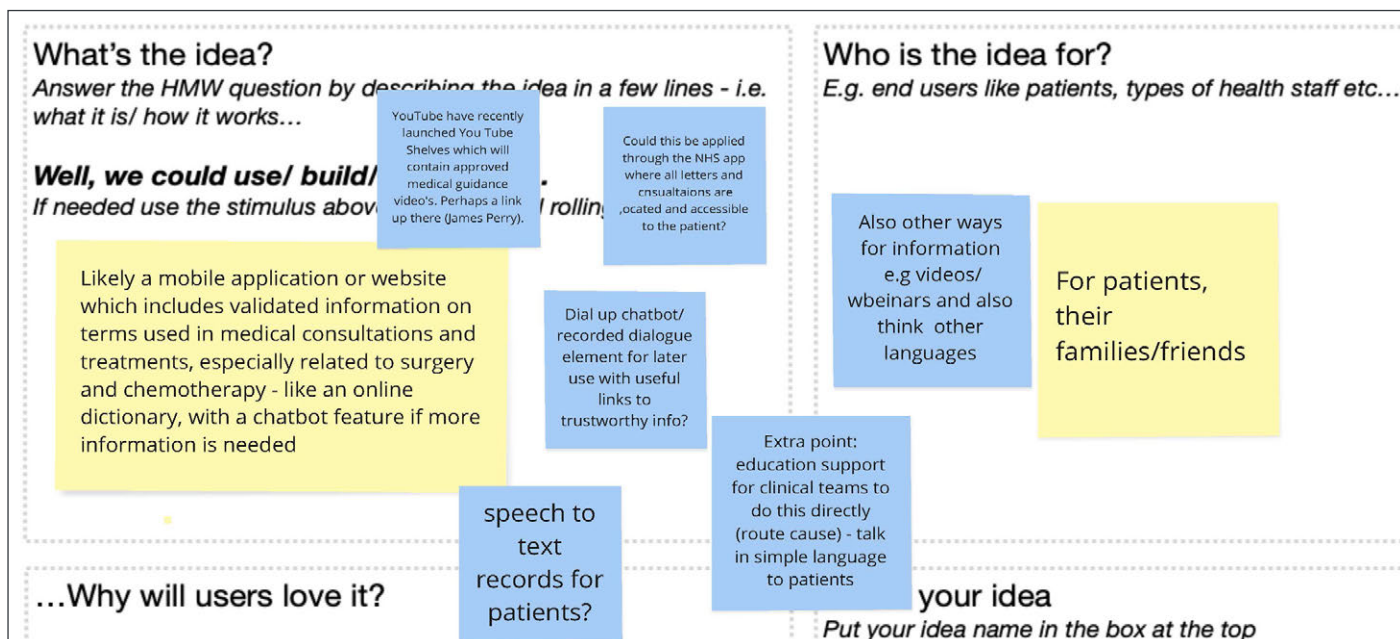 What's the idea?
Answer the HMW question by describing the idea in a few lines - i.e.
what it is/ how it works…
Well, we could use/ build/
If needed use the stimulus above rolling
YouTube have recently
launched You Tube
Shelves which will
contain approved
medical guidance
video's. Perhaps a link
up there (James Perry).
Could this be applied
through the NHS app
where all letters and
cnsualtaions are
,ocated and accessible
to the patient?
Likely a mobile application or website
which includes validated information on
terms used in medical consultations and
treatments, especially related to surgery
and chemotherapy - like an online
dictionary, with a chatbot feature if more
information is needed
Dial up chatbot/
recorded dialogue
element for later
use with useful
links to
trustworthy info?
speech to
text
records for
patients?
Extra point:
education support
for clinical teams to
do this directly
(route cause) - talk
in simple language
to patients
Who is the idea for?
E.g. end users like patients, types of health staff etc…
Also other ways
for information
e.g videos/
wbeinars and also
think other
languages
For patients,
their
families/friends
…Why will users love it?
your idea
Put your idea name in the box at the top